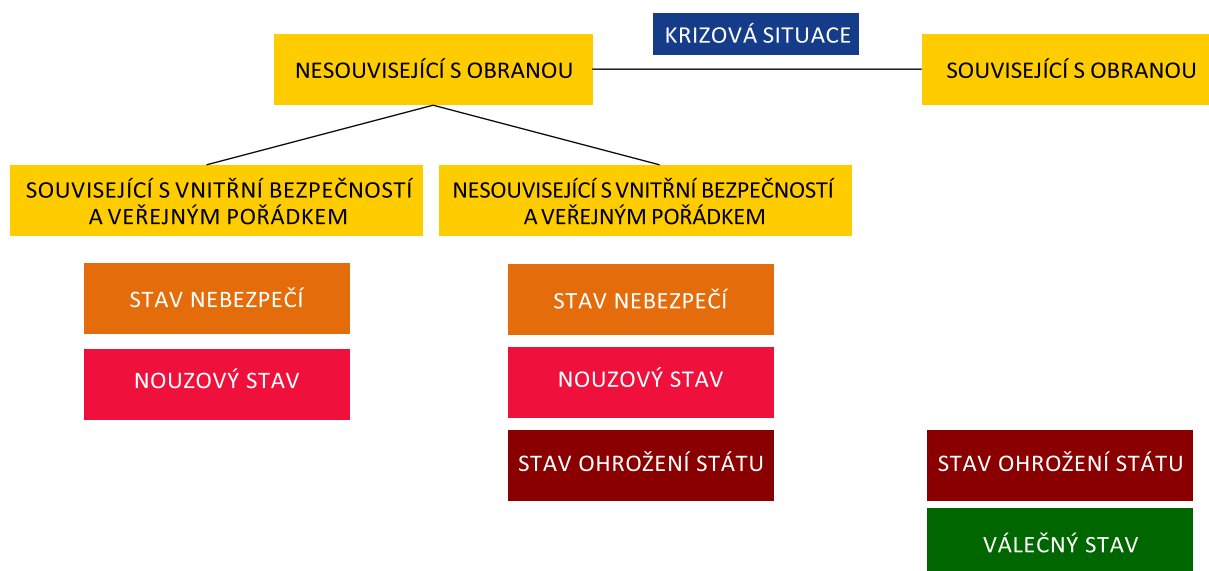 KRIZOVÁ SITUACE
NESOUVISEJÍCÍ S OBRANOU
SOUVISEJÍCÍ S OBRANOU
SOUVISEJÍCÍ S VNITŘNÍ BEZPEČNOSTÍ
A VEŘEJNÝM POŘÁDKEM
NESOUVISEJÍCÍ S VNITŘNÍ BEZPEČNOSTÍ
A VEŘEJNÝM POŘÁDKEM
STAV NEBEZPEČÍ
STAV NEBEZPEČÍ
NOUZOVÝ STAV
NOUZOVÝ STAV
STAV OHROŽENÍ STÁTU
STAV OHROŽENÍ STÁTU
VÁLEČNÝ STAV